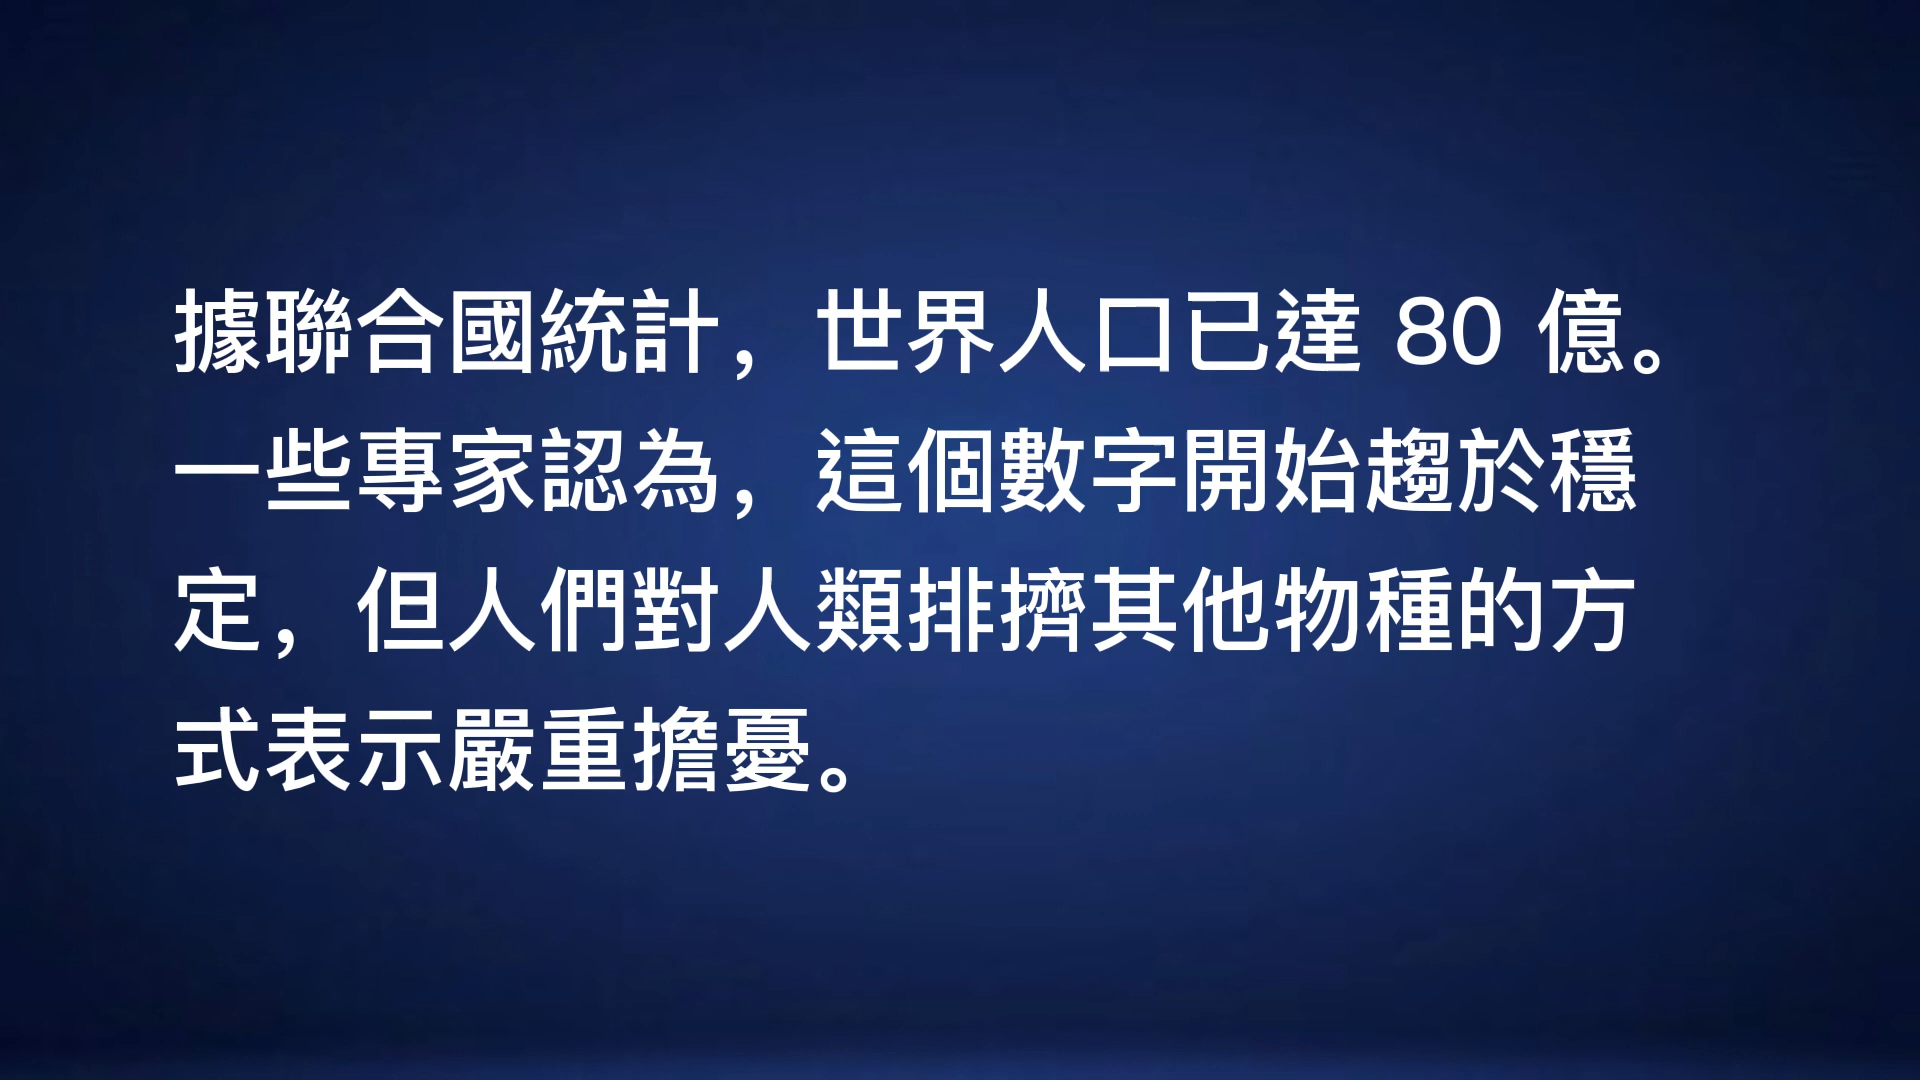 據聯合國統計，世界人口已達 80 億。
一些專家認為，這個數字開始趨於穩
定，但人們對人類排擠其他物種的方
式表示嚴重擔憂。